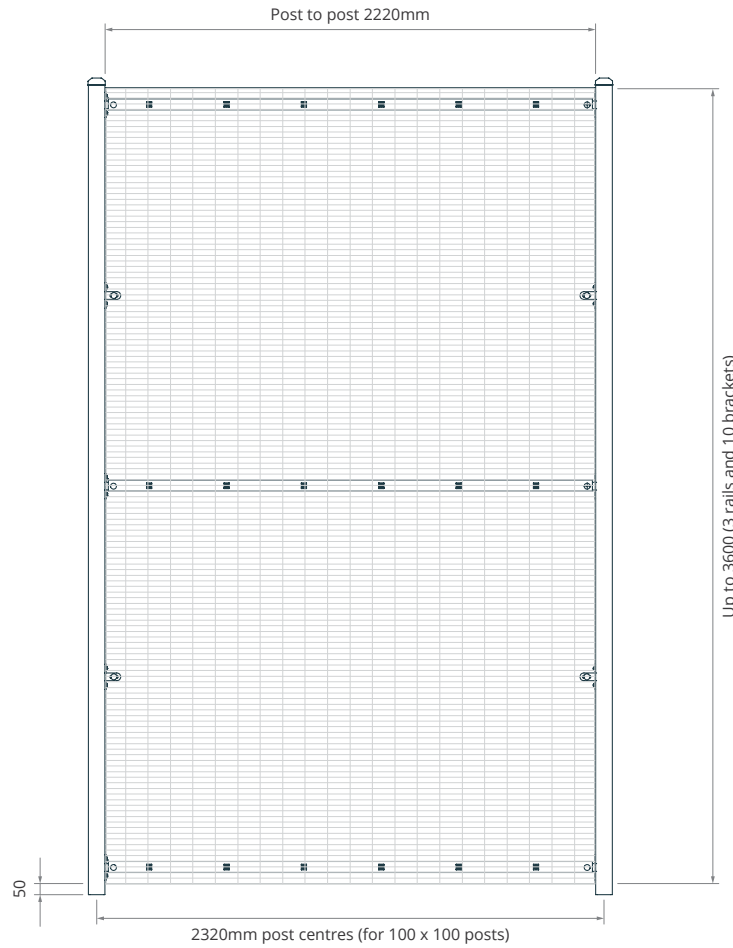 Post to post 2220mm
Up to 3600 (3 rails and 10 brackets)
50
2320mm post centres (for 100 x 100 posts)